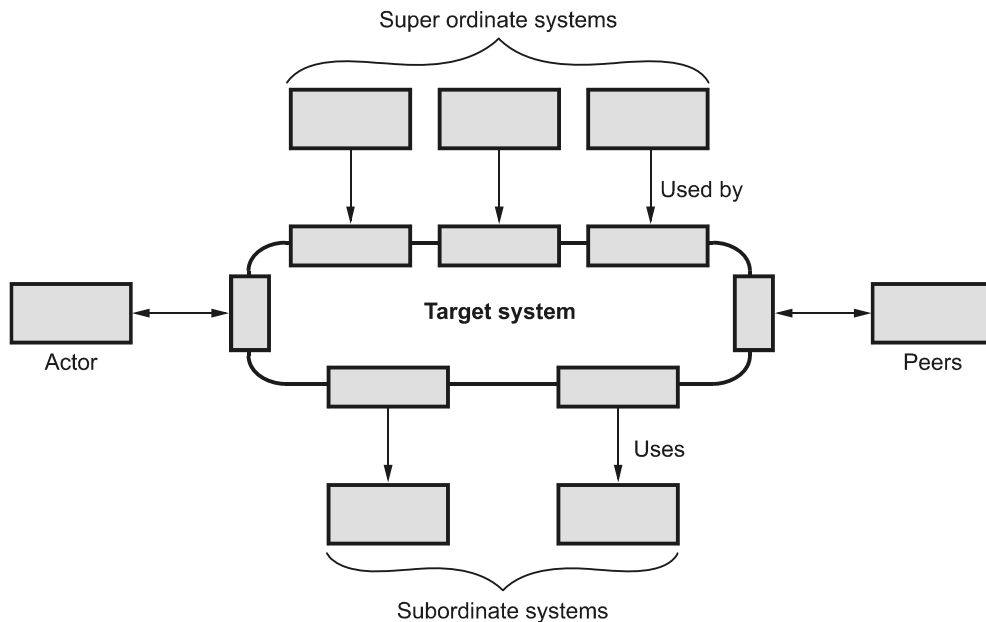 Super ordinate systems
Used by
Target system
Actor
Peers
Uses
Subordinate systems